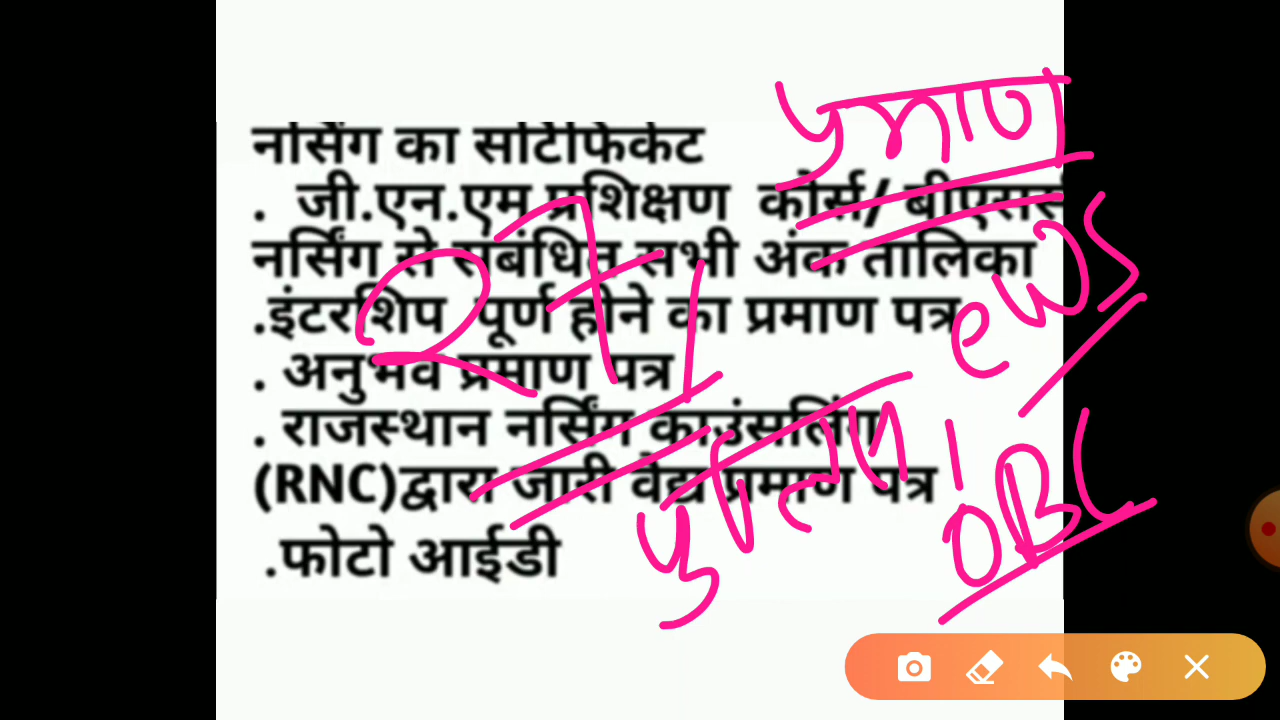 नर्सिंग का सर्टिफिकेट
. जी.एन.एम प्रशिक्षण कोर्स/ बीएससी
नर्सिंग से संबंधित सभी अंक तालिका
.इंटरशिप पूर्ण होने का प्रमाण पत्र
. अनुभव प्रमाण पत्र
. राजस्थान नर्सिंग काउंसलिंग
(RNC)द्वारा जारी वेद्य प्रमाण पत्र
.फोटो आईडी
ews
OBC